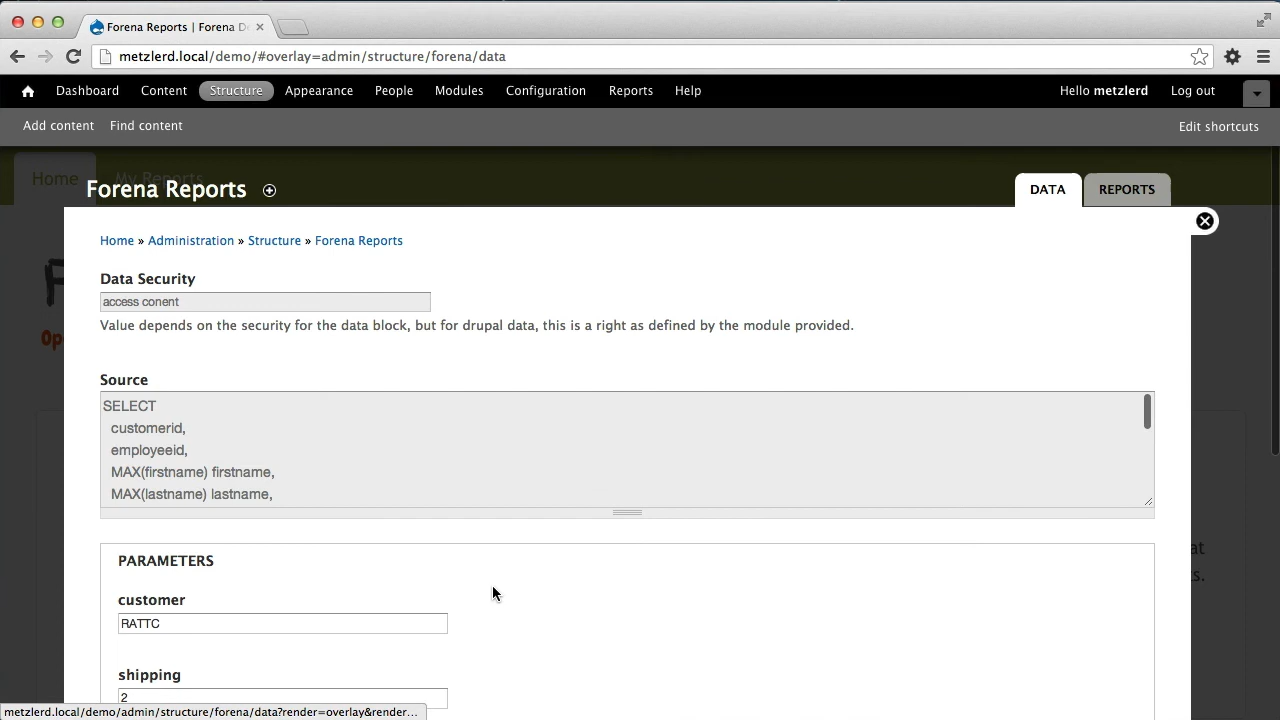 Forena Reports | Forena D
metzlerd.local/demo/#overlay=admin/structure/forena/data
Dashboard Content Structure Appearance People Modules Configuration Reports Help Hello metzlerd Log out
Add content Find content Edit shortcuts
Home My Reports
Forena Reports DATA REPORTS
Home » Administration » Structure » Forena Reports
Data Security
access conent
Value depends on the security for the data block, but for drupal data, this is a right as defined by the module provided.
Source
SELECT
customerid,
employeeid,
MAX(firstname) firstname,
MAX(lastname) lastname,
PARAMETERS
customer
RATTC
shipping
2
metzlerd.local/demo/admin/structure/forena/data?render=overlay&render...